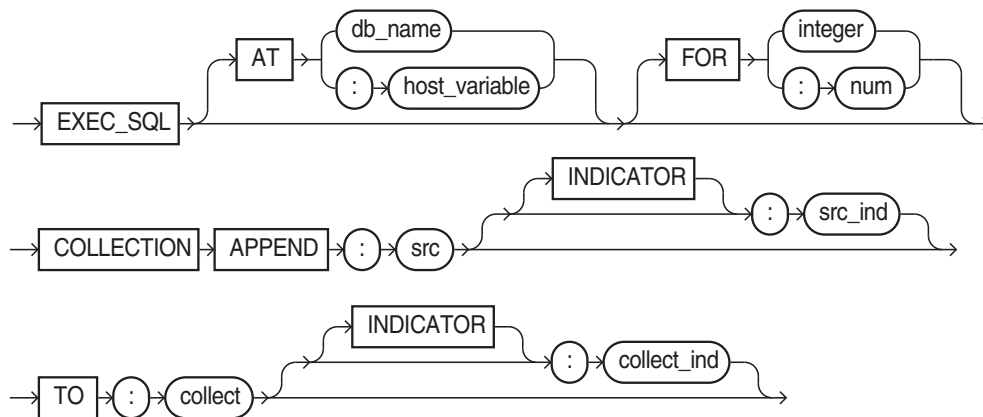 db_name integer
AT FOR
: host_variable : num
EXEC_SQL
INDICATOR
: src_ind
COLLECTION APPEND : src
INDICATOR
: collect_ind
TO : collect